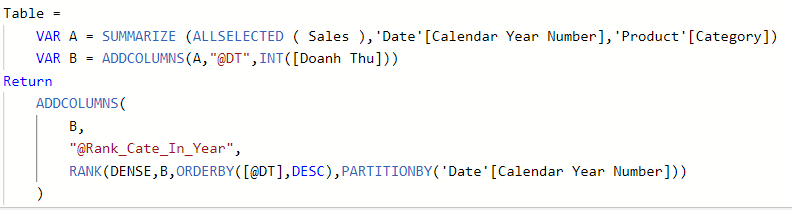 Table =
VAR A = SUMMARIZE (ALLSELECTED ( Sales ),'Date'[Calendar Year Number],'Product'[Category])
VAR B = ADDCOLUMNS(A,"@DT",INT([Doanh Thu]))
Return
ADDCOLUMNS(
B,
"@Rank_Cate_In_Year",
RANK(DENSE,B,ORDERBY([@DT],DESC),PARTITIONBY('Date'[Calendar Year Number]))
)